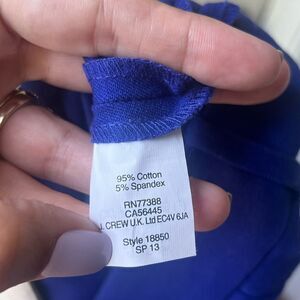 95% Cotton
5% Spandex
RN77388
CA56445
J. CREW U.K. Ltd EC4V 6JA
Style 18850
SP 13